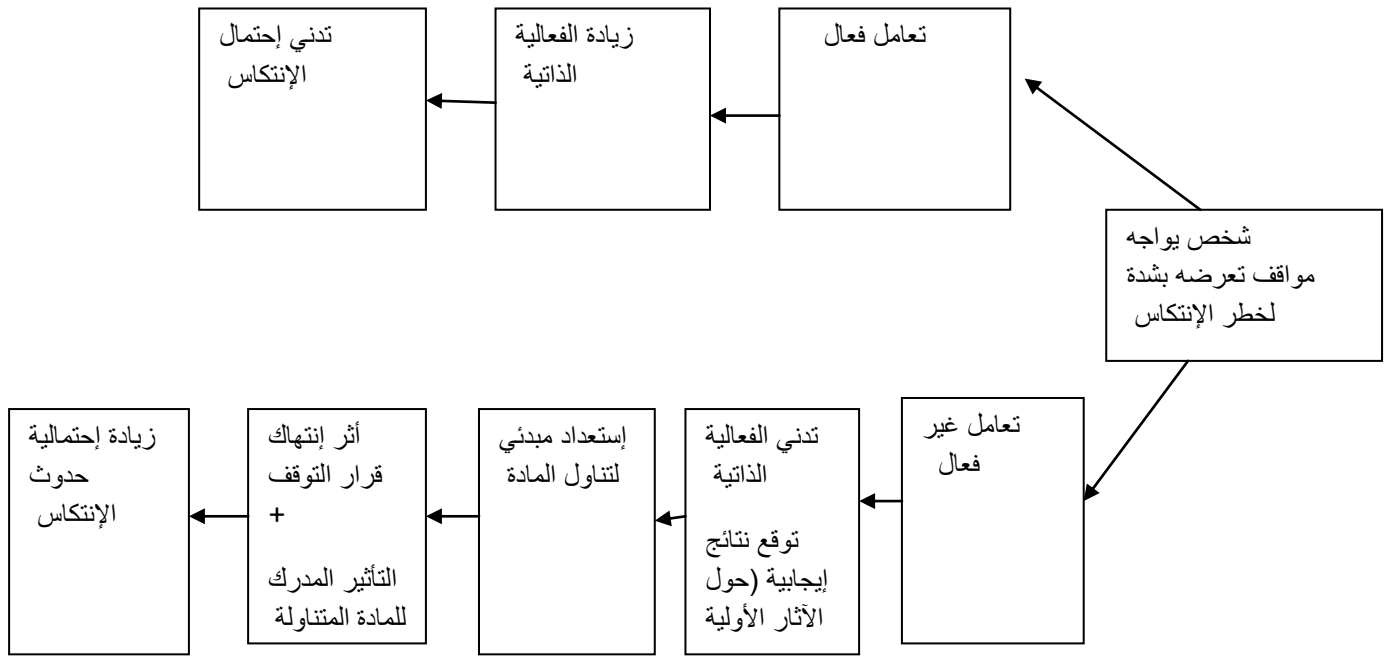 شخص يواجه
مواقف تعرضه بشدة
لخطر الإنتكاس
تعامل فعال
زيادة الفعالية
الذاتية
تدني إحتمال
الإنتكاس
تعامل غير
فعال
تدني الفعالية
الذاتية
توقع نتائج
إيجابية (حول
الآثار الأولية
إستعداد مبدئي
لتناول المادة
أثر إنتهاك
قرار التوقف
+
التأثير المدرك
للمادة المتناولة
زيادة إحتمالية
حدوث
الإنتكاس